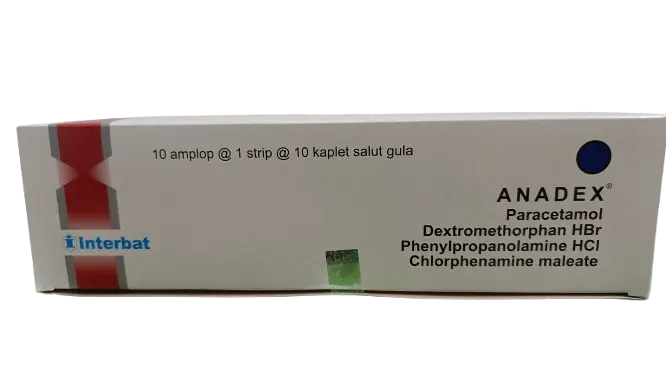 10 amplop @ 1 strip @ 10 kaplet salut gula
ANADEX®
Paracetamol
Dextromethorphan HBr
Phenylpropanolamine HCl
Chlorphenamine maleate
interbat